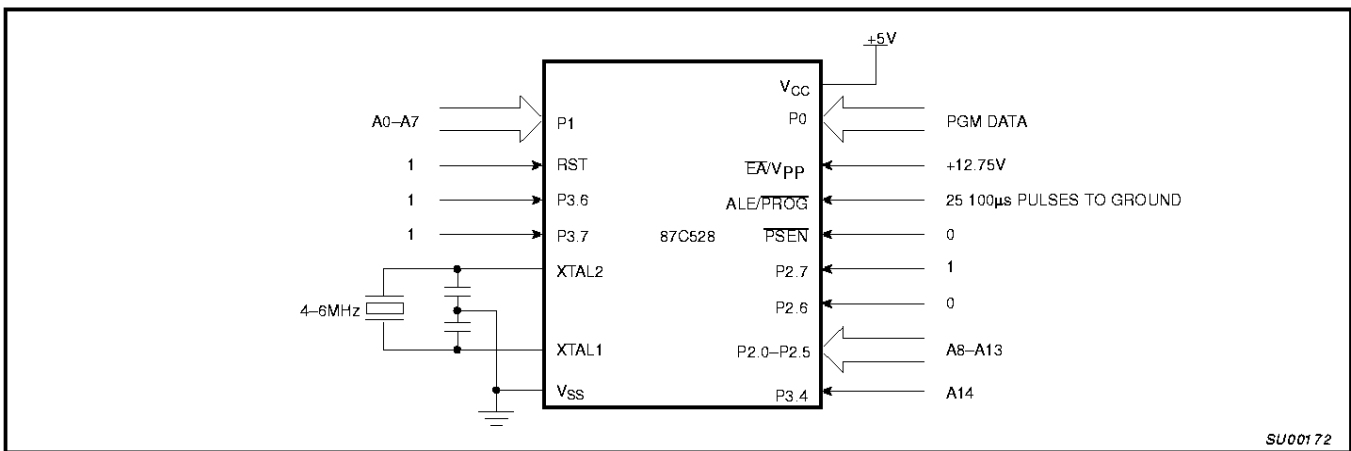 +5V
VCC
A0–A7 P1 P0 PGM DATA
1 RST EA/VPP +12.75V
1 P3.6 ALE/PROG 25 100μs PULSES TO GROUND
1 P3.7 87C528 PSEN 0
XTAL2 P2.7 1
4–6MHz P2.6 0
XTAL1 P2.0–P2.5 A8–A13
VSS P3.4 A14
SU00172